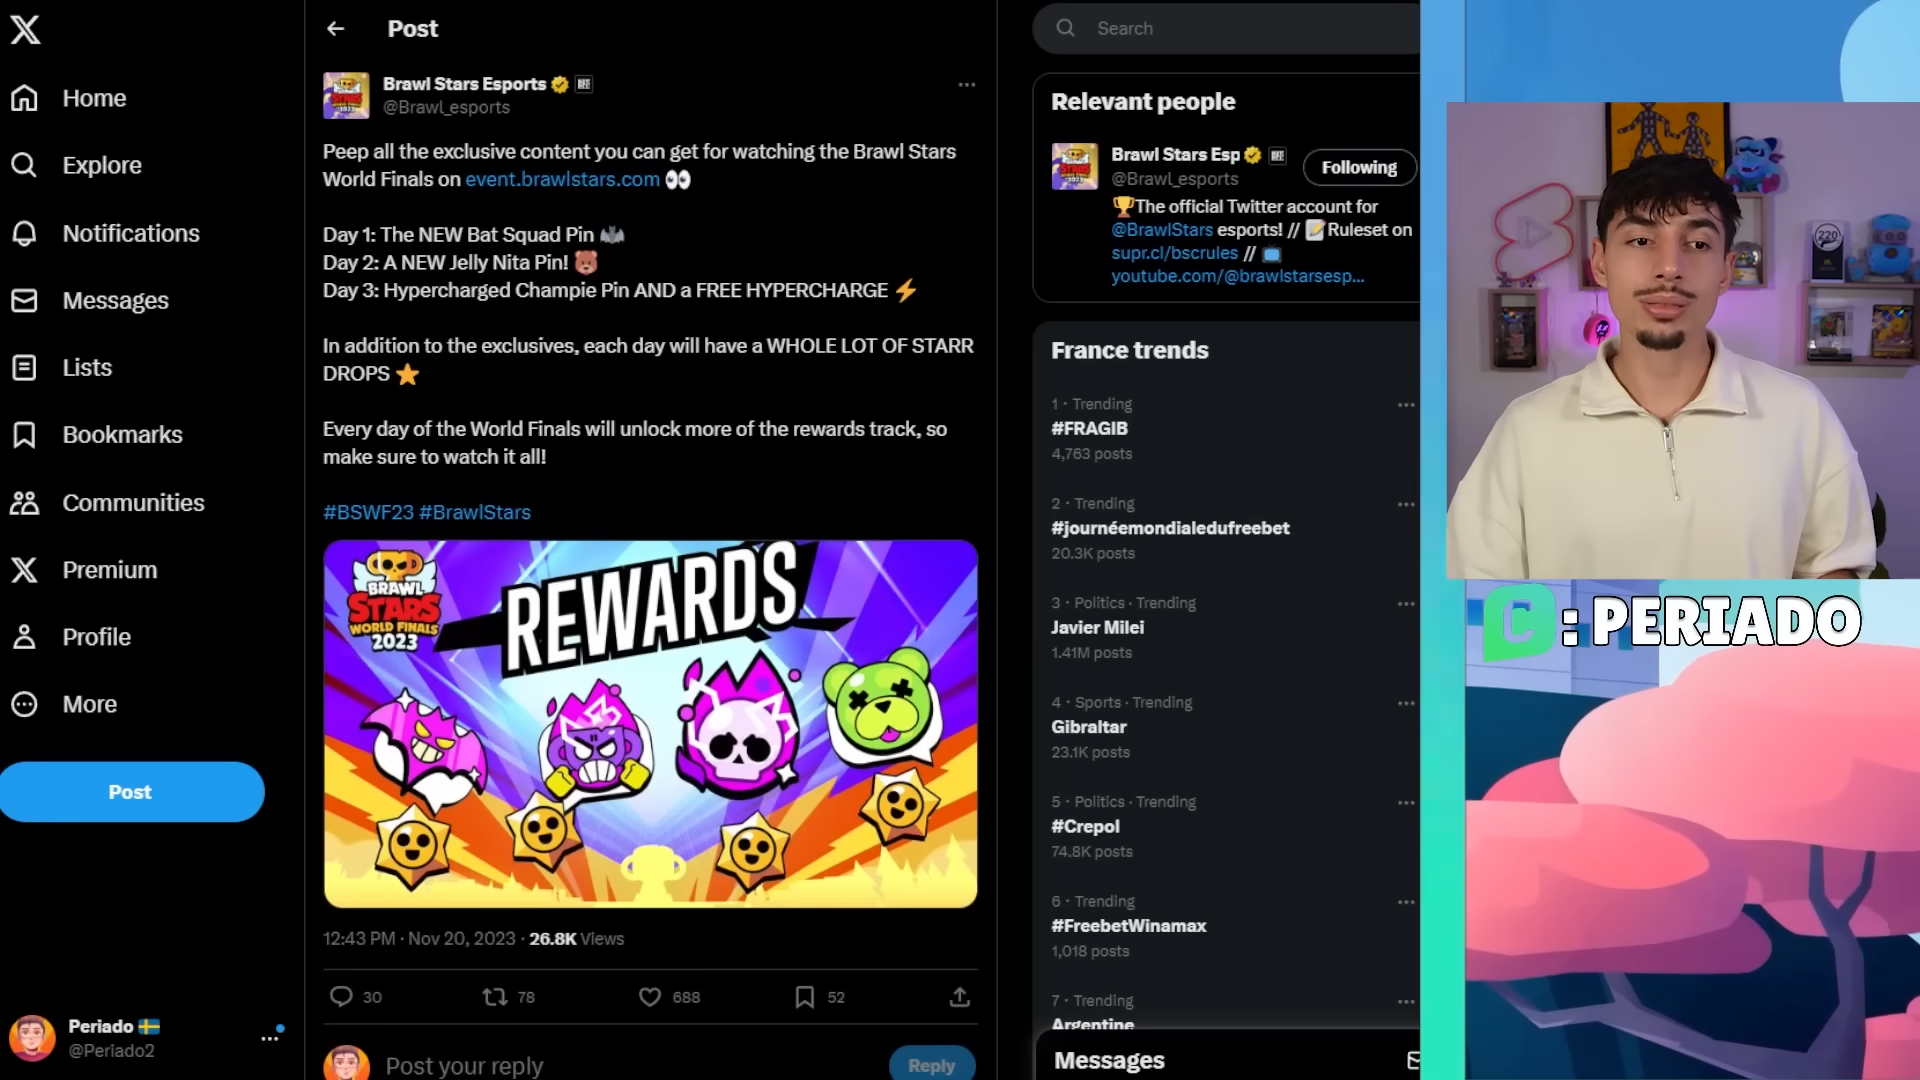 Home
Explore
Notifications
Messages
Lists
Bookmarks
Communities
Premium
Profile
More
Post
Periado
@Periado2
Post
Brawl Stars Esports
@Brawl_esports
Peep all the exclusive content you can get for watching the Brawl Stars
World Finals on event.brawlstars.com 👀
Day 1: The NEW Bat Squad Pin 🦇
Day 2: A NEW Jelly Nita Pin! 🐻
Day 3: Hypercharged Champie Pin AND a FREE HYPERCHARGE ⚡
In addition to the exclusives, each day will have a WHOLE LOT OF STARR
DROPS ⭐
Every day of the World Finals will unlock more of the rewards track, so
make sure to watch it all!
#BSWF23 #BrawlStars
BRAWL
STARS
WORLD FINALS
2023
REWARDS
12:43 PM · Nov 20, 2023 · 26.8K Views
30 78 688 52
Post your reply
Reply
Search
Relevant people
Brawl Stars Esp
@Brawl_esports
Following
🏆The official Twitter account for
@BrawlStars esports! // 📝Ruleset on
supr.cl/bscrules // 📺
youtube.com/@brawlstarsesp...
France trends
1 · Trending
#FRAGIB
4,763 posts
2 · Trending
#journéemondialedufreebet
20.3K posts
3 · Politics · Trending
Javier Milei
1.41M posts
4 · Sports · Trending
Gibraltar
23.1K posts
5 · Politics · Trending
#Crepol
74.8K posts
6 · Trending
#FreebetWinamax
1,018 posts
7 · Trending
Argentine
Messages
220
C : PERIADO